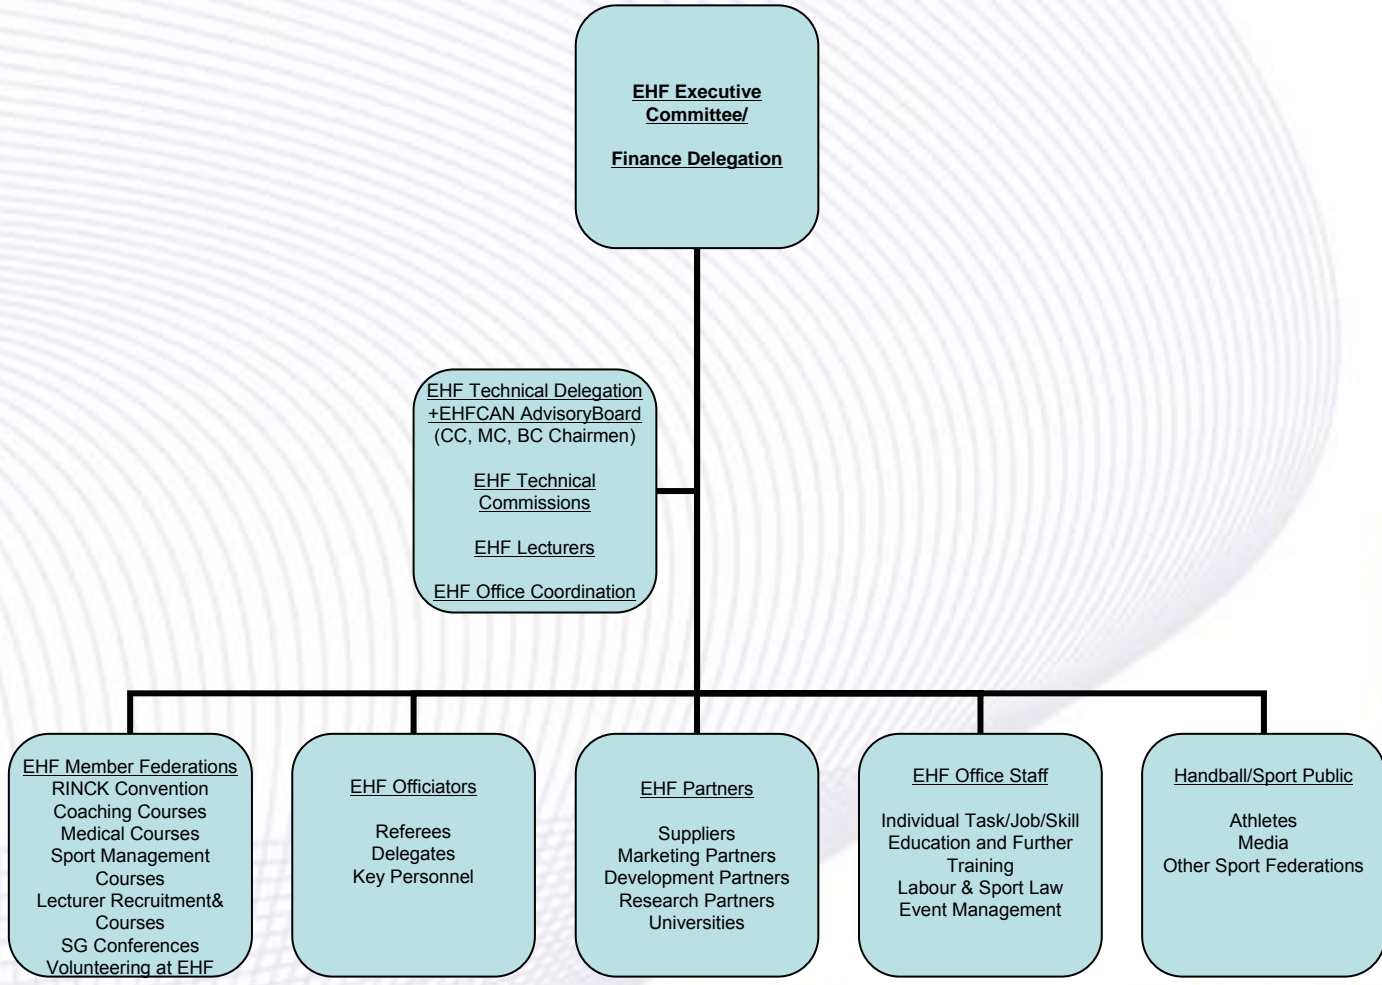 EHF Executive
Committee/
Finance Delegation
EHF Technical Delegation
+EHFCAN AdvisoryBoard
(CC, MC, BC Chairmen)
EHF Technical
Commissions
EHF Lecturers
EHF Office Coordination
EHF Member Federations
RINCK Convention
Coaching Courses
Medical Courses
Sport Management
Courses
Lecturer Recruitment&
Courses
SG Conferences
Volunteering at EHF
EHF Officiators
Referees
Delegates
Key Personnel
EHF Partners
Suppliers
Marketing Partners
Development Partners
Research Partners
Universities
EHF Office Staff
Individual Task/Job/Skill
Education and Further
Training
Labour & Sport Law
Event Management
Handball/Sport Public
Athletes
Media
Other Sport Federations